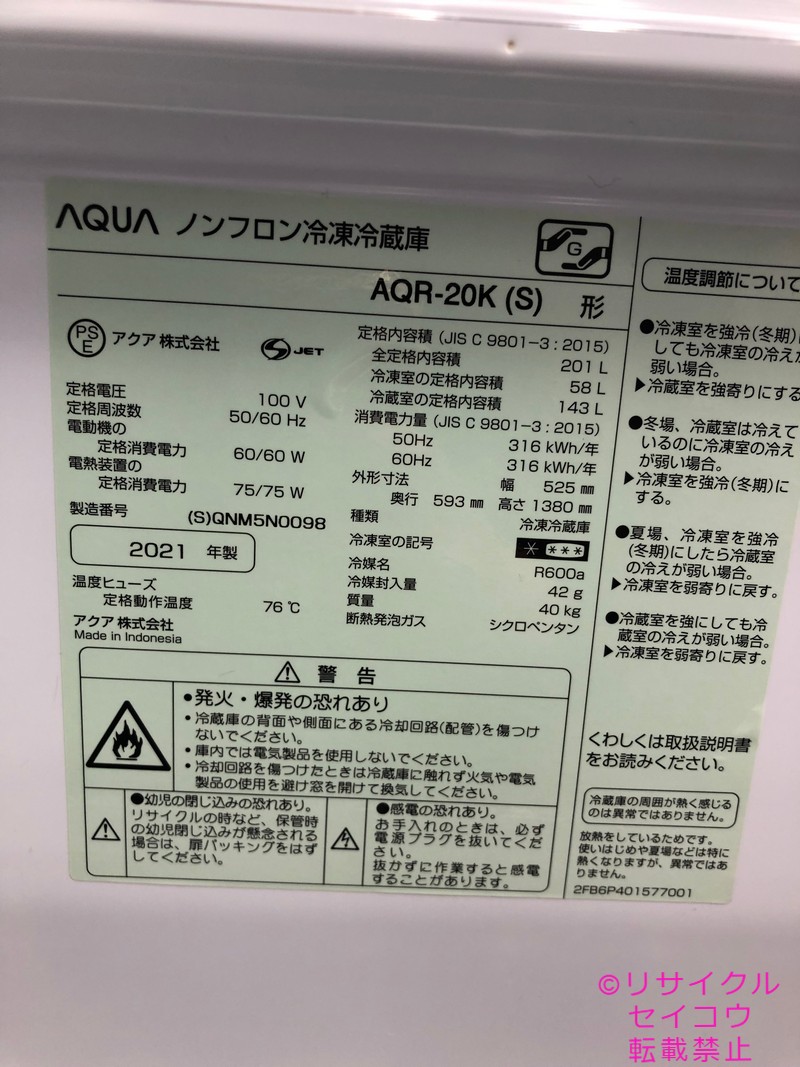 AQUA ノンフロン冷凍冷蔵庫
G
AQR-20K (S) 形
PS
E
アクア 株式会社
S JET
定格電圧 100 V
定格周波数 50/60 Hz
電動機の
定格消費電力 60/60 W
電熱装置の
定格消費電力 75/75 W
製造番号
(S)QNM5N0098
2021 年製
温度ヒューズ
定格動作温度 76 ℃
アクア 株式会社
Made in Indonesia
定格内容積 (JIS C 9801-3 : 2015)
全定格内容積 201 L
冷凍室の定格内容積 58 L
冷蔵室の定格内容積 143 L
消費電力量 (JIS C 9801-3 : 2015)
50Hz 316 kWh/年
60Hz 316 kWh/年
外形寸法 幅 525 ㎜
奥行 593 ㎜ 高さ 1380 ㎜
種類 冷凍冷蔵庫
冷凍室の記号 * ***
冷媒名 R600a
冷媒封入量 42 g
質量 40 kg
断熱発泡ガス シクロペンタン
警 告
●発火・爆発の恐れあり
・冷蔵庫の背面や側面にある冷却回路(配管)を傷つけ
ないでください。
・庫内では電気製品を使用しないでください。
・冷却回路を傷つけたときは冷蔵庫に触れず火気や電気
製品の使用を避け窓を開けて換気してください。
●幼児の閉じ込みの恐れあり。
リサイクルの時など、保管時
の幼児閉じ込みが懸念される
場合は、扉パッキングをはず
してください。
●感電の恐れあり。
お手入れのときは、必ず
電源プラグを抜いてくだ
さい。
抜かずに作業すると感電
することがあります。
温度調節について
●冷凍室を強冷(冬期)に
しても冷凍室の冷えが
弱い場合。
▶冷蔵室を強寄りにする
●冬場、冷蔵室は冷えて
いるのに冷凍室の冷え
が弱い場合。
▶冷凍室を強冷(冬期)に
する。
●夏場、冷凍室を強冷
(冬期)にしたら冷蔵室
の冷えが弱い場合。
▶冷凍室を弱寄りに戻す。
●冷蔵室を強にしても冷
蔵室の冷えが弱い場合。
▶冷凍室を弱寄りに戻す。
くわしくは取扱説明書
をお読みください。
冷蔵庫の周囲が熱く感じる
のは異常ではありません。
放熱をしているためです。
使いはじめや夏場などは特に
熱くなりますが、異常ではあ
りません。
2FB6P401577001
©リサイクル
セイコウ
転載禁止